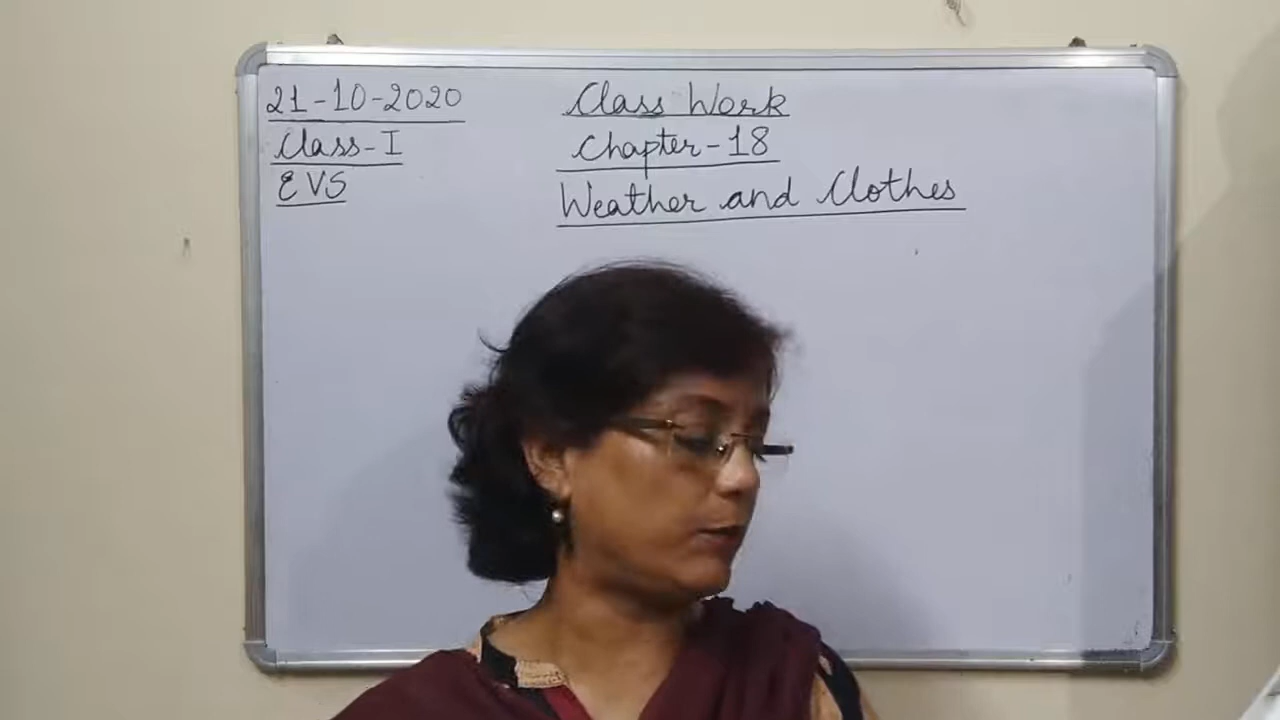 21-10-2020
Class-I
EVS
Class Work
Chapter-18
Weather and Clothes